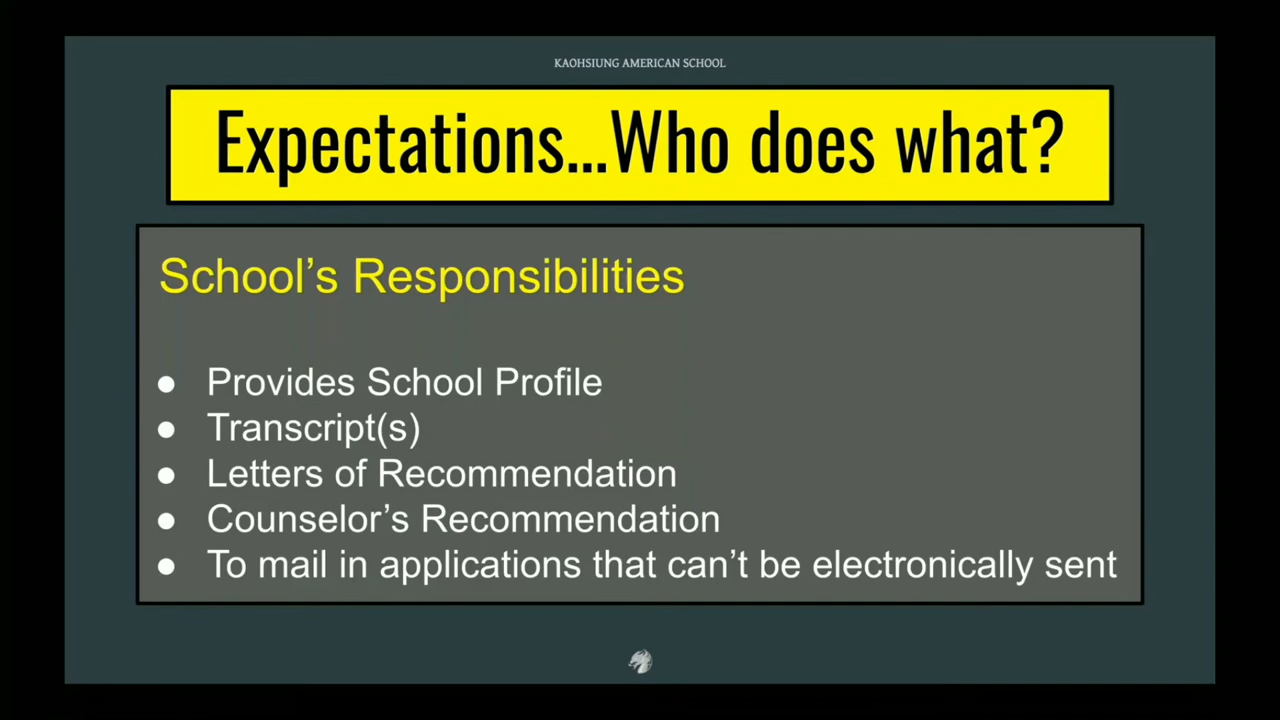 KAOHSIUNG AMERICAN SCHOOL
Expectations...Who does what?
School’s Responsibilities
● Provides School Profile
● Transcript(s)
● Letters of Recommendation
● Counselor’s Recommendation
● To mail in applications that can’t be electronically sent